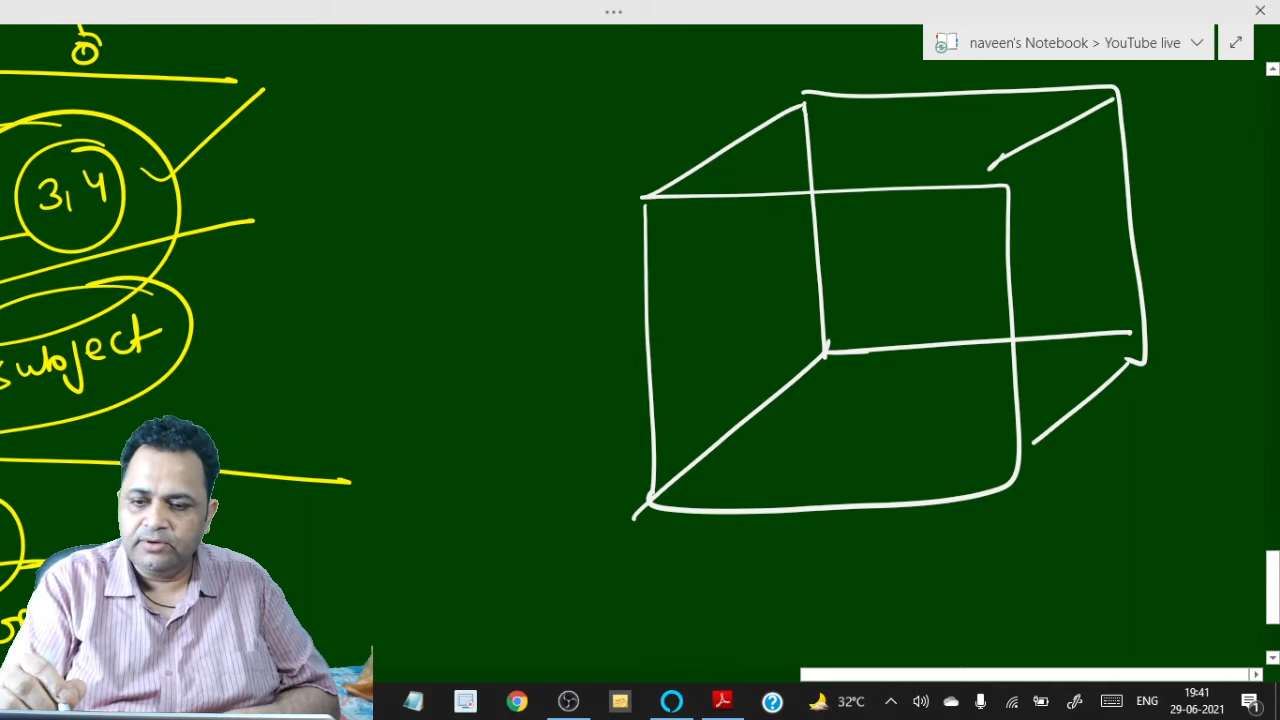 naveen's Notebook > YouTube live
3, 4
subject
32°C
ENG
19:41
29-06-2021